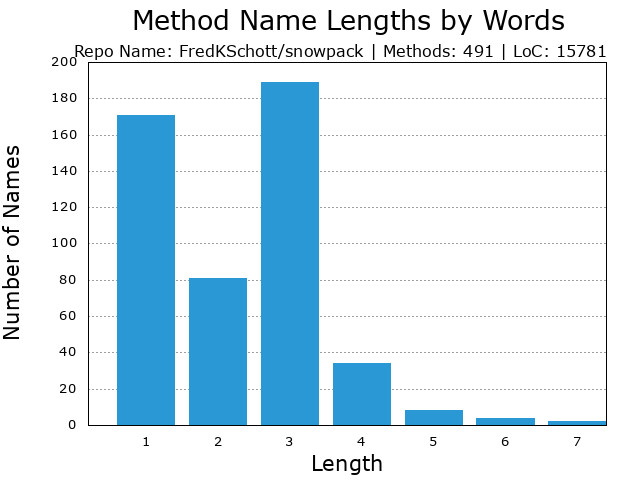 Method Name Lengths by Words
Repo Name: FredKSchott/snowpack | Methods: 491 | LoC: 15781
Number of Names
200
180
160
140
120
100
80
60
40
20
0
1 2 3 4 5 6 7
Length